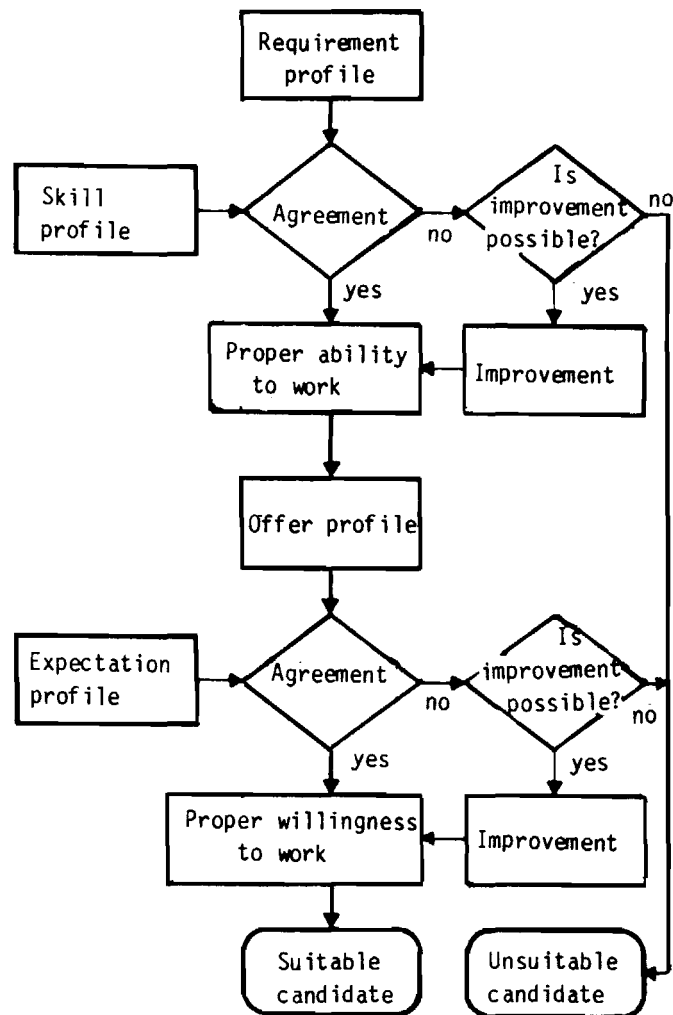 Requirement
profile
Skill
profile
Agreement
no
Is
improvement
possible?
no
yes
yes
Proper ability
to work
Improvement
Offer profile
Expectation
profile
Agreement
no
Is
improvement
possible?
no
yes
yes
Proper willingness
to work
Improvement
Suitable
candidate
Unsuitable
candidate